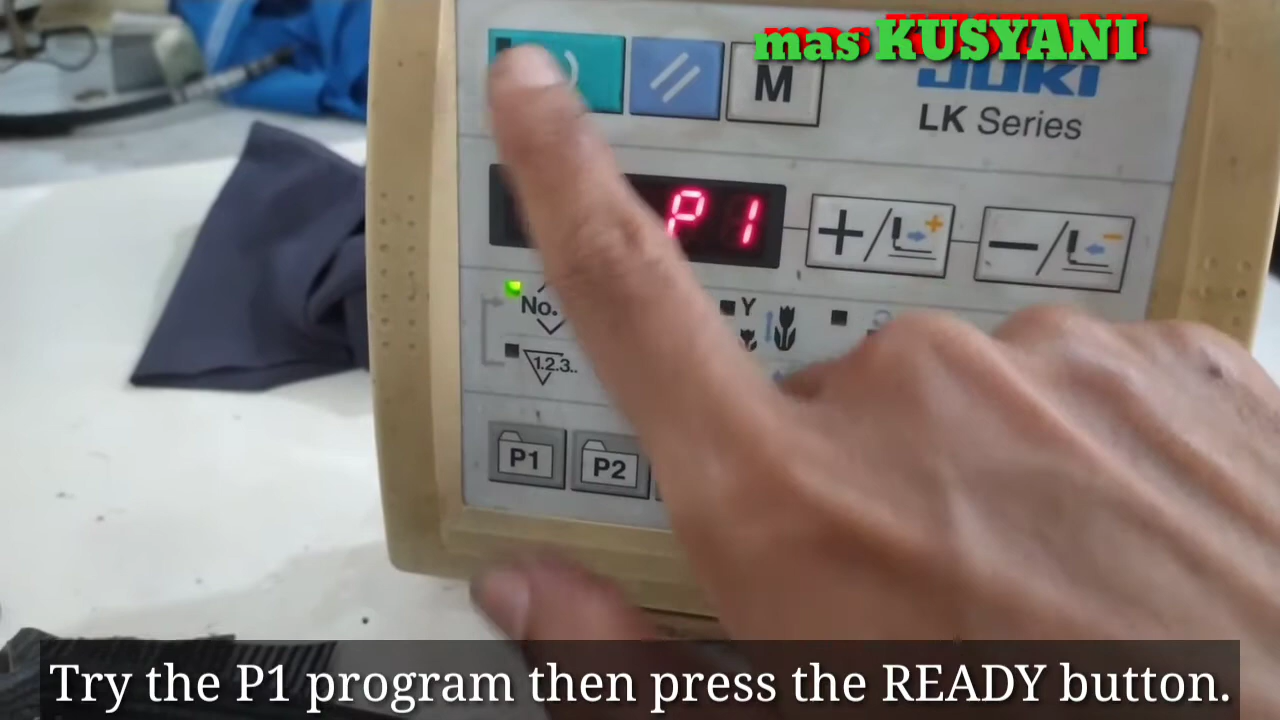 mas KUSYANI
M
JUKI
LK Series
P1
No.
Y
1.2.3..
P1
P2
Try the P1 program then press the READY button.